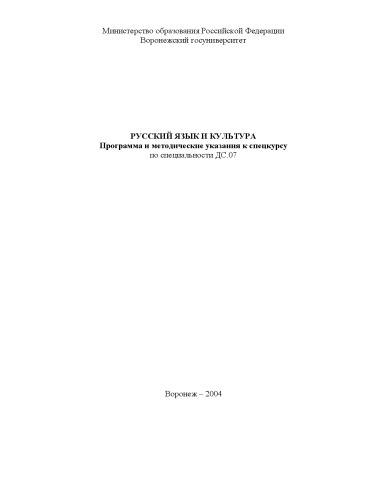 Министерство образования Российской Федерации
Воронежский госуниверситет
РУССКИЙ ЯЗЫК И КУЛЬТУРА
Программа и методические указания к спецкурсу
по специальности ДС.07
Воронеж – 2004